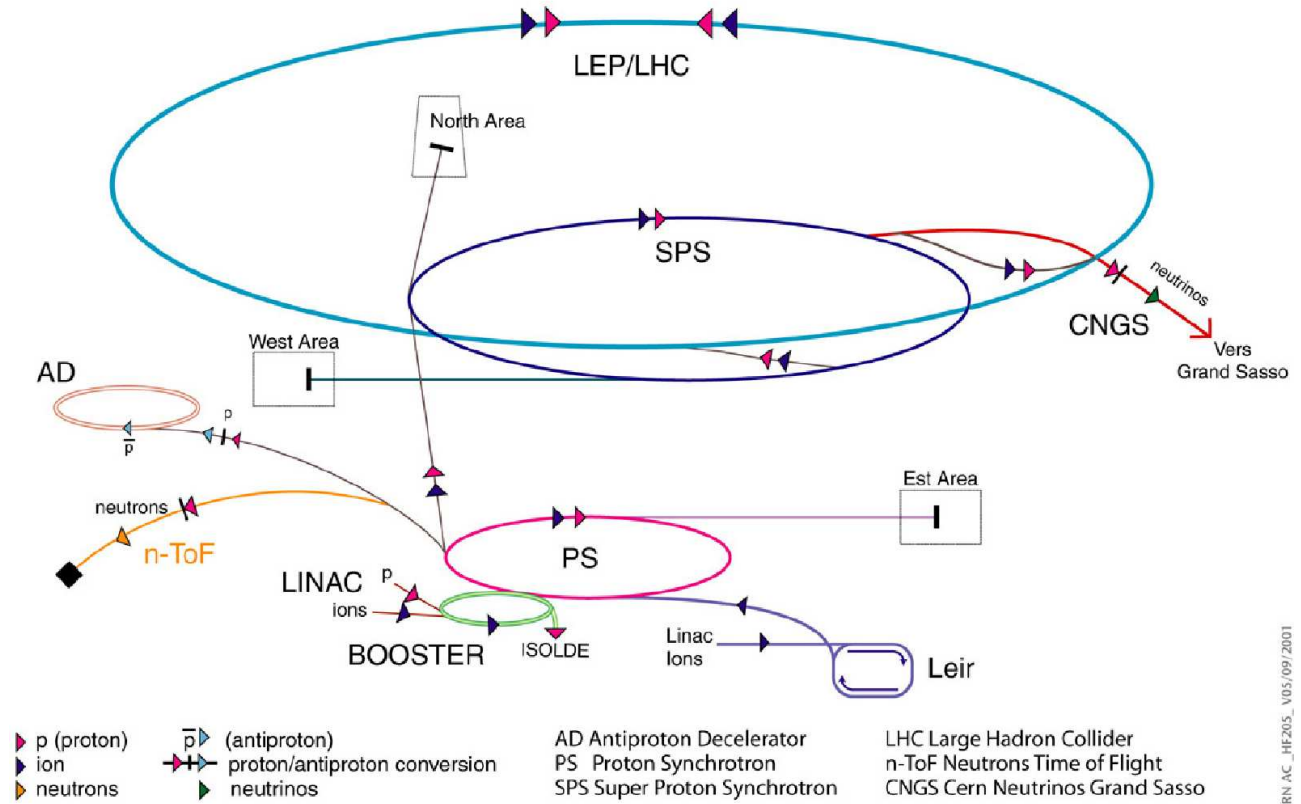 LEP/LHC
North Area
SPS
neutrinos
CNGS
Vers
Grand Sasso
West Area
AD
p
p̅
Est Area
neutrons
n-ToF
PS
LINAC
p
ions
BOOSTER
ISOLDE
Linac
Ions
Leir
p (proton)
ion
neutrons
p̅ (antiproton)
proton/antiproton conversion
neutrinos
AD Antiproton Decelerator
PS Proton Synchrotron
SPS Super Proton Synchrotron
LHC Large Hadron Collider
n-ToF Neutrons Time of Flight
CNGS Cern Neutrinos Grand Sasso
RN AC _HF205_ V05/09/2001